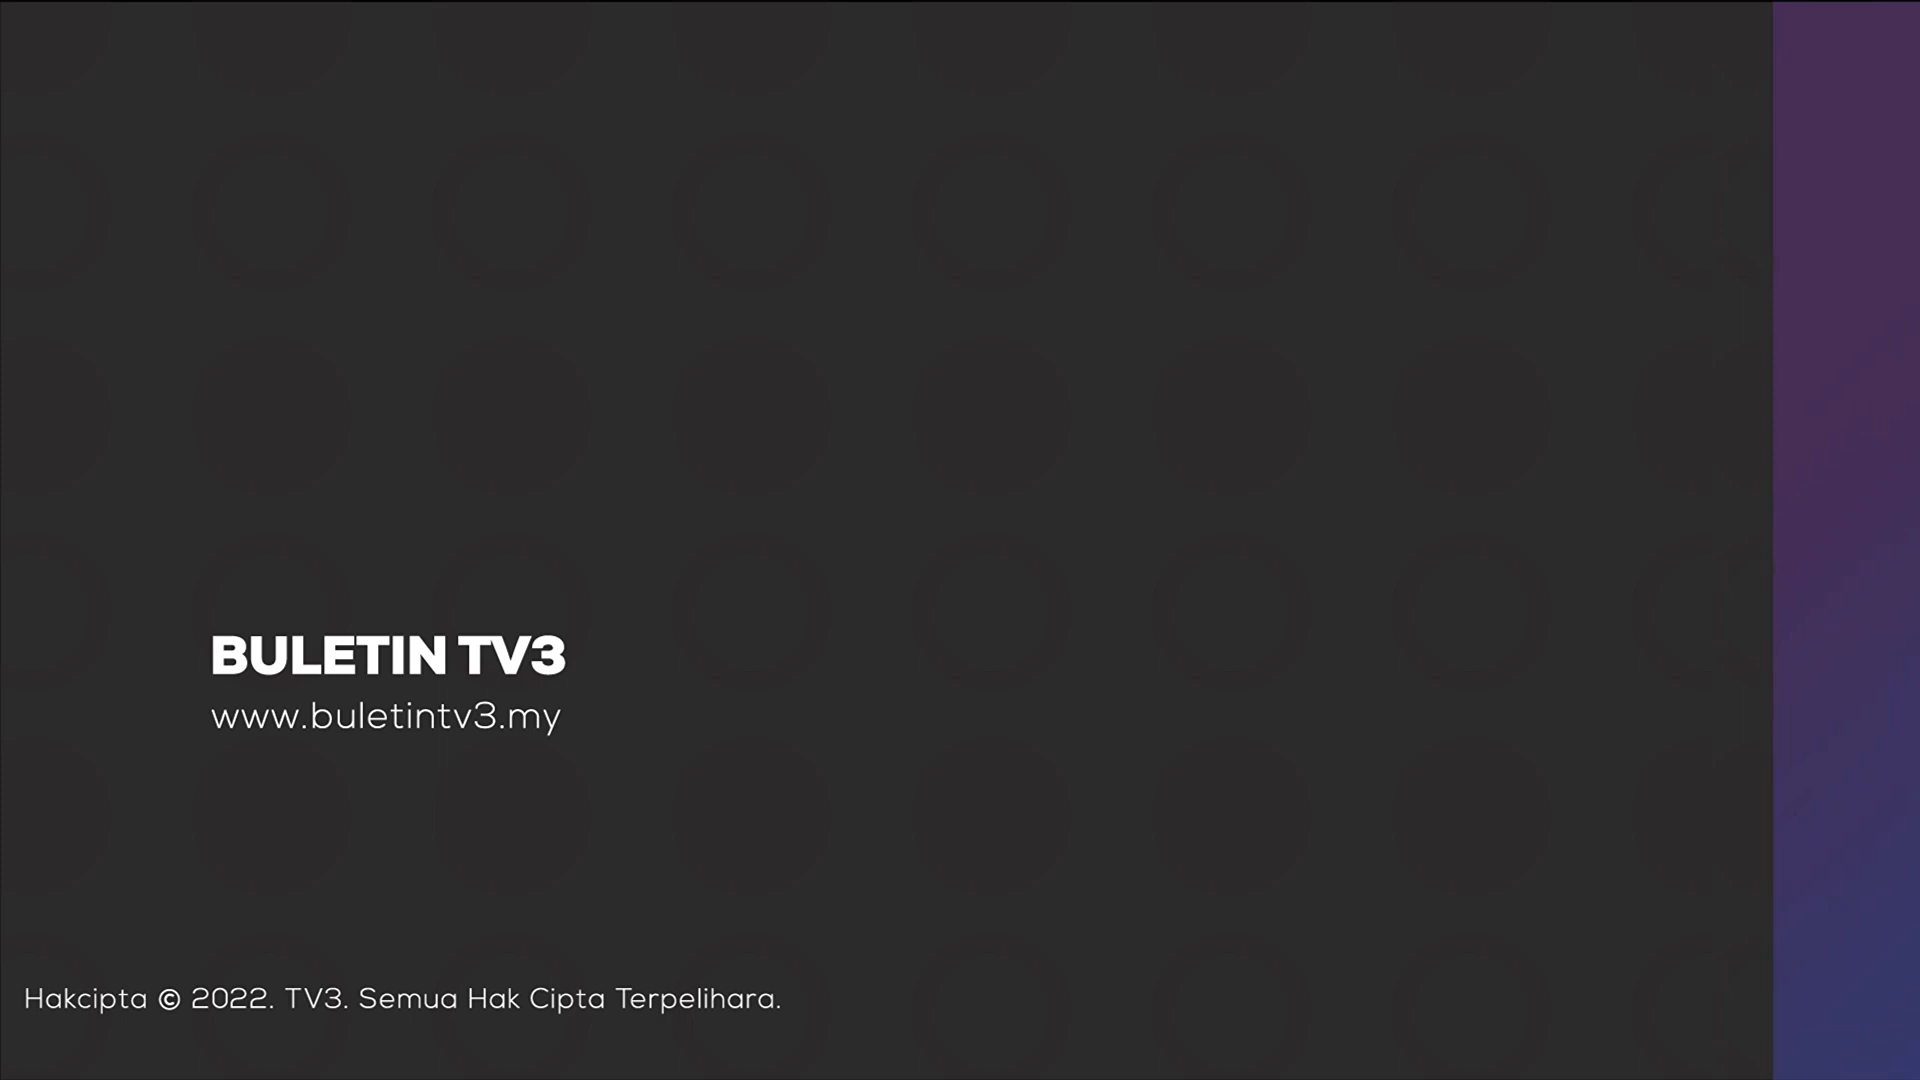 BULETIN TV3
www.buletintv3.my
Hakcipta © 2022. TV3. Semua Hak Cipta Terpelihara.